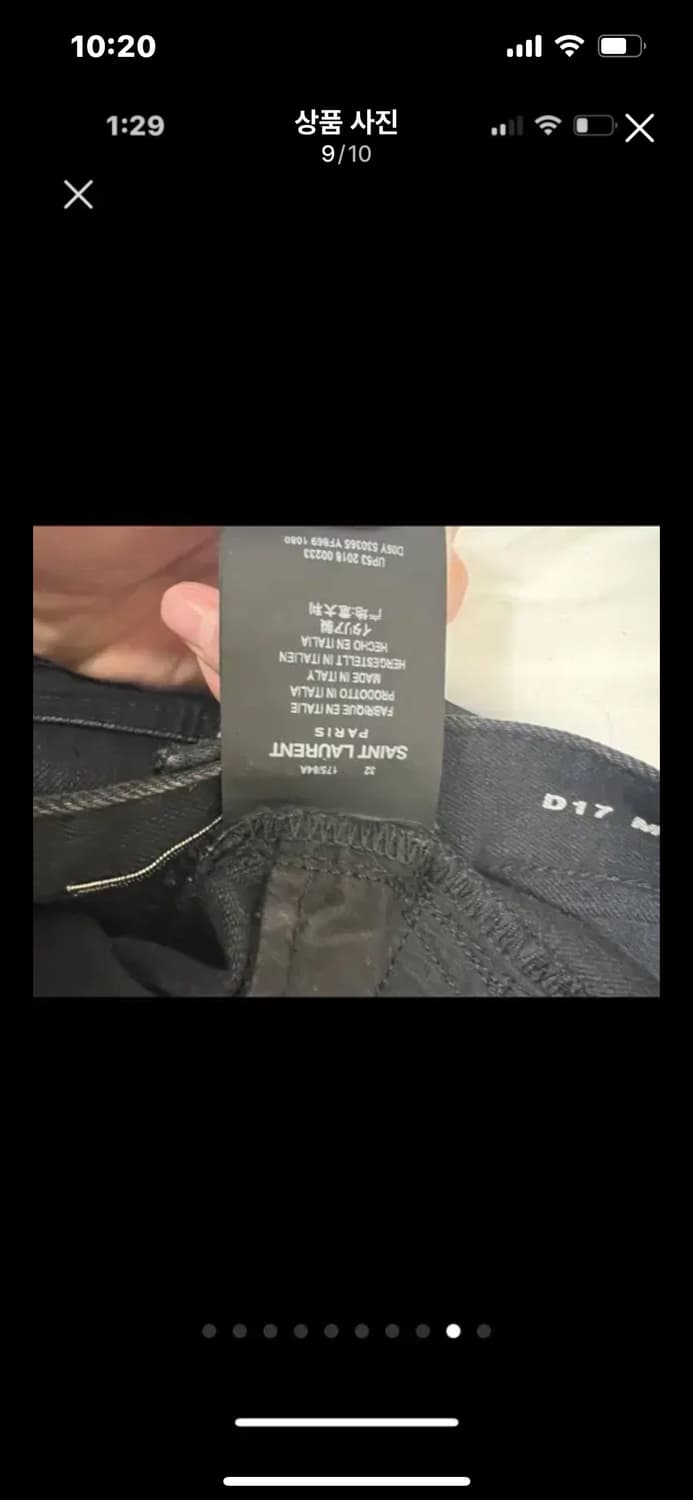 10:20
1:29
상품 사진
9/10
32 175/84A
SAINT LAURENT
PARIS
FABRIQUE EN ITALIE
PRODOTTO IN ITALIA
MADE IN ITALY
HERGESTELLT IN ITALIEN
HECHO EN ITALIA
イタリア製
产地:意大利
UP53 2018 00233
D06Y 530365 YF869 1080
D17 M